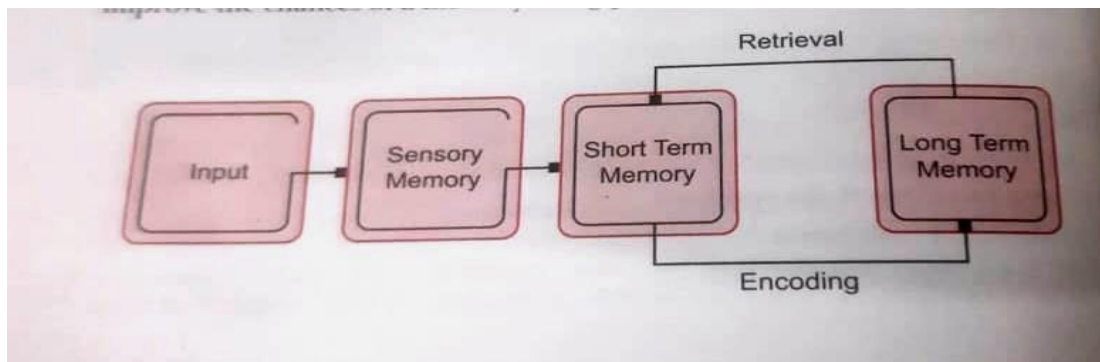 Retrieval
Input
Sensory
Memory
Short Term
Memory
Long Term
Memory
Encoding